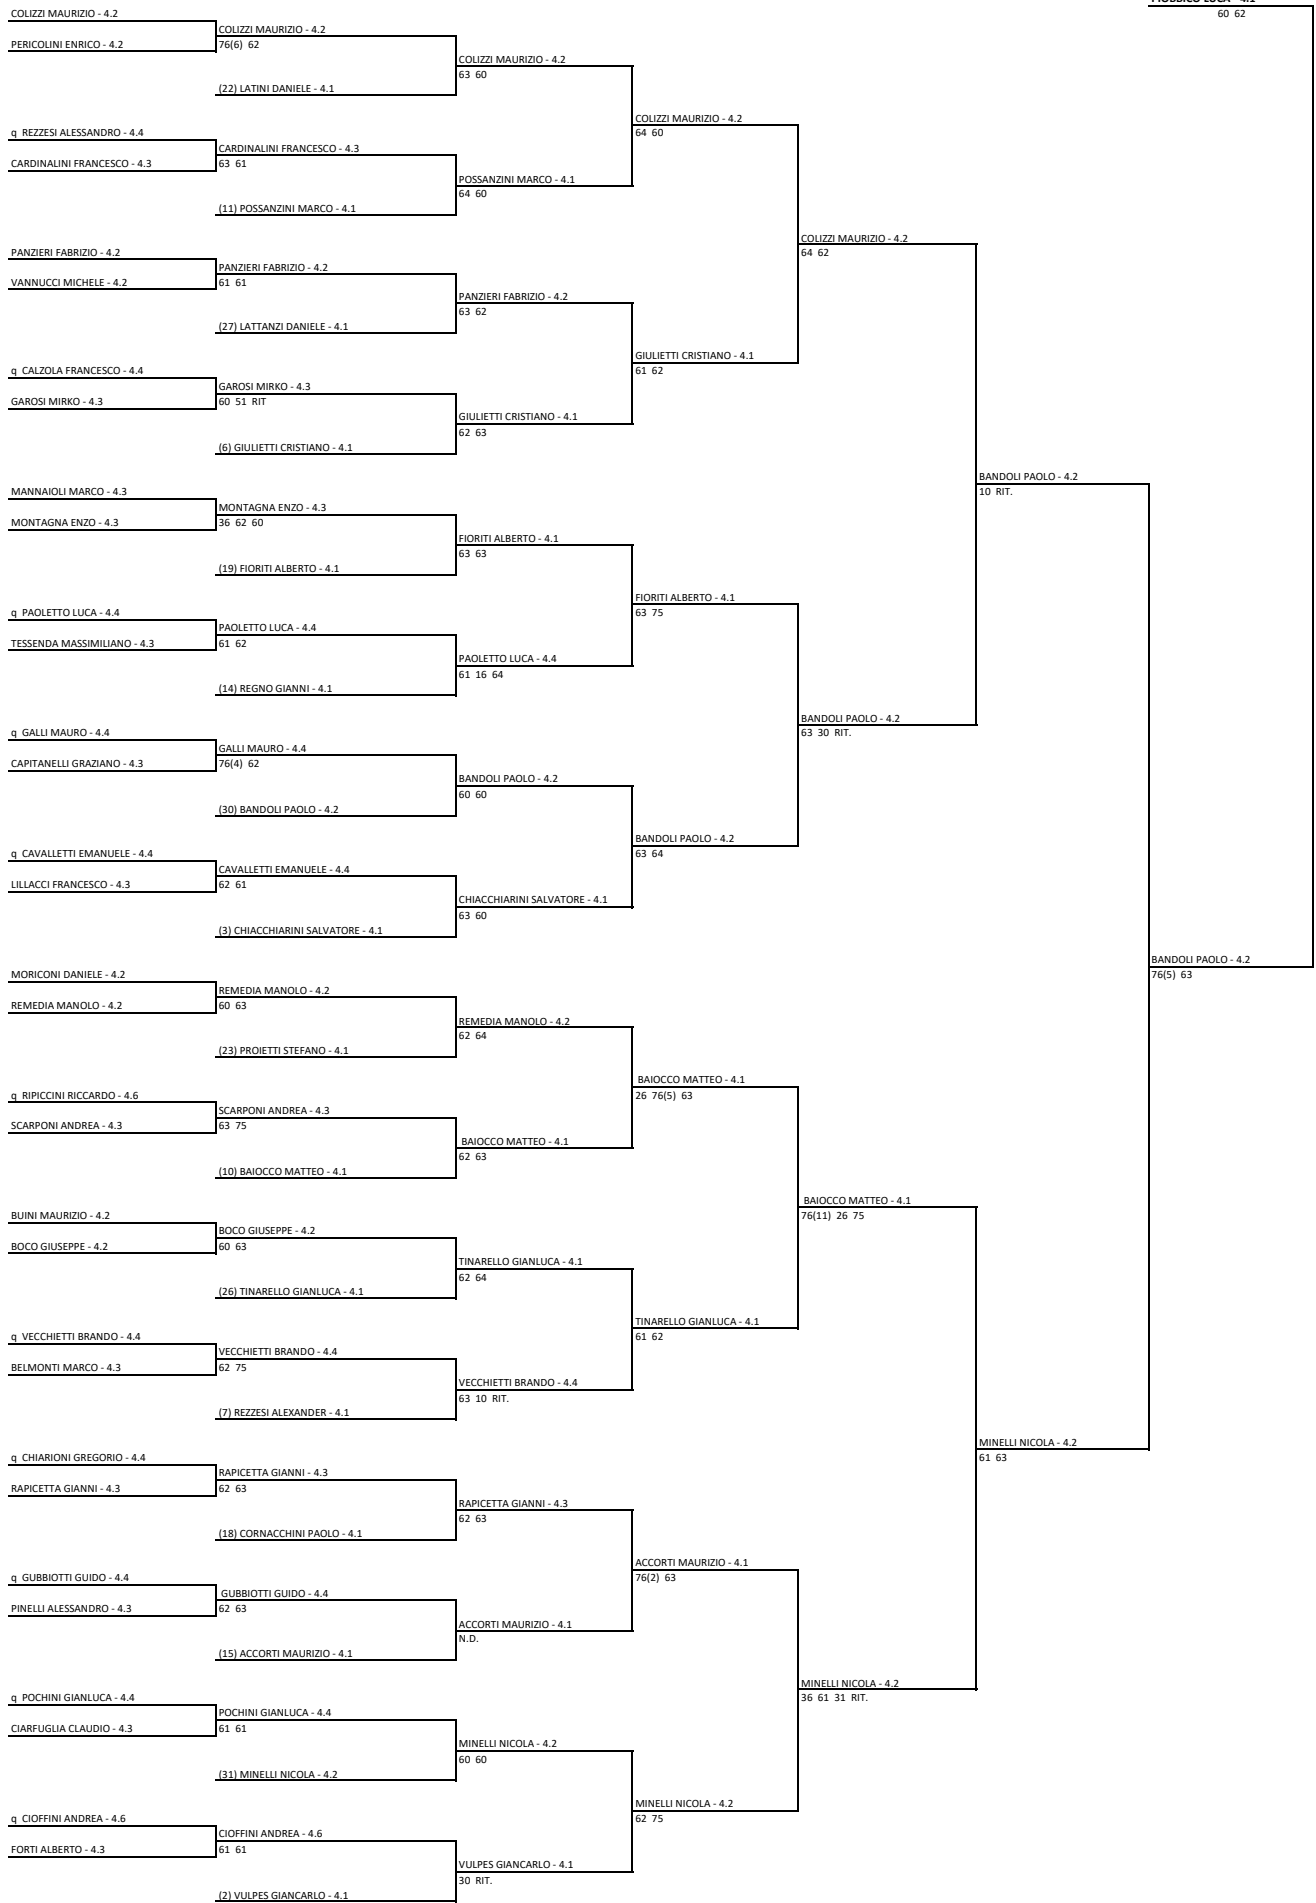 COLIZZI MAURIZIO - 4.2
60 62
COLIZZI MAURIZIO - 4.2
PERICOLINI ENRICO - 4.2
76(6) 62
COLIZZI MAURIZIO - 4.2
63 60
(22) LATINI DANIELE - 4.1
COLIZZI MAURIZIO - 4.2
64 60
q REZZESI ALESSANDRO - 4.4
CARDINALINI FRANCESCO - 4.3
CARDINALINI FRANCESCO - 4.3
63 61
POSSANZINI MARCO - 4.1
64 60
(11) POSSANZINI MARCO - 4.1
COLIZZI MAURIZIO - 4.2
64 62
PANZIERI FABRIZIO - 4.2
PANZIERI FABRIZIO - 4.2
VANNUCCI MICHELE - 4.2
61 61
PANZIERI FABRIZIO - 4.2
63 62
(27) LATTANZI DANIELE - 4.1
GIULIETTI CRISTIANO - 4.1
61 62
q CALZOLA FRANCESCO - 4.4
GAROSI MIRKO - 4.3
GAROSI MIRKO - 4.3
60 51 RIT
GIULIETTI CRISTIANO - 4.1
62 63
(6) GIULIETTI CRISTIANO - 4.1
BANDOLI PAOLO - 4.2
10 RIT.
MANNAIOLI MARCO - 4.3
MONTAGNA ENZO - 4.3
MONTAGNA ENZO - 4.3
36 62 60
FIORITI ALBERTO - 4.1
63 63
(19) FIORITI ALBERTO - 4.1
FIORITI ALBERTO - 4.1
63 75
q PAOLETTO LUCA - 4.4
PAOLETTO LUCA - 4.4
TESSENDA MASSIMILIANO - 4.3
61 62
PAOLETTO LUCA - 4.4
61 16 64
(14) REGNO GIANNI - 4.1
BANDOLI PAOLO - 4.2
63 30 RIT.
q GALLI MAURO - 4.4
GALLI MAURO - 4.4
CAPITANELLI GRAZIANO - 4.3
76(4) 62
BANDOLI PAOLO - 4.2
60 60
(30) BANDOLI PAOLO - 4.2
BANDOLI PAOLO - 4.2
63 64
q CAVALLETTI EMANUELE - 4.4
CAVALLETTI EMANUELE - 4.4
LILLACCI FRANCESCO - 4.3
62 61
CHIACCHIARINI SALVATORE - 4.1
63 60
(3) CHIACCHIARINI SALVATORE - 4.1
BANDOLI PAOLO - 4.2
76(5) 63
MORICONI DANIELE - 4.2
REMEDIA MANOLO - 4.2
REMEDIA MANOLO - 4.2
60 63
REMEDIA MANOLO - 4.2
62 64
(23) PROIETTI STEFANO - 4.1
BAIOCCO MATTEO - 4.1
26 76(5) 63
q RIPICCINI RICCARDO - 4.6
SCARPONI ANDREA - 4.3
SCARPONI ANDREA - 4.3
63 75
BAIOCCO MATTEO - 4.1
62 63
(10) BAIOCCO MATTEO - 4.1
BAIOCCO MATTEO - 4.1
76(11) 26 75
BUINI MAURIZIO - 4.2
BOCO GIUSEPPE - 4.2
BOCO GIUSEPPE - 4.2
60 63
TINARELLO GIANLUCA - 4.1
62 64
(26) TINARELLO GIANLUCA - 4.1
TINARELLO GIANLUCA - 4.1
61 62
q VECCHIETTI BRANDO - 4.4
VECCHIETTI BRANDO - 4.4
BELMONTI MARCO - 4.3
62 75
VECCHIETTI BRANDO - 4.4
63 10 RIT.
(7) REZZESI ALEXANDER - 4.1
MINELLI NICOLA - 4.2
61 63
q CHIARIONI GREGORIO - 4.4
RAPICETTA GIANNI - 4.3
RAPICETTA GIANNI - 4.3
62 63
RAPICETTA GIANNI - 4.3
62 63
(18) CORNACCHINI PAOLO - 4.1
ACCORTI MAURIZIO - 4.1
76(2) 63
q GUBBIOTTI GUIDO - 4.4
GUBBIOTTI GUIDO - 4.4
PINELLI ALESSANDRO - 4.3
62 63
ACCORTI MAURIZIO - 4.1
N.D.
(15) ACCORTI MAURIZIO - 4.1
MINELLI NICOLA - 4.2
36 61 31 RIT.
q POCHINI GIANLUCA - 4.4
POCHINI GIANLUCA - 4.4
CIARFUGLIA CLAUDIO - 4.3
61 61
MINELLI NICOLA - 4.2
60 60
(31) MINELLI NICOLA - 4.2
MINELLI NICOLA - 4.2
62 75
q CIOFFINI ANDREA - 4.6
CIOFFINI ANDREA - 4.6
FORTI ALBERTO - 4.3
61 61
VULPES GIANCARLO - 4.1
30 RIT.
(2) VULPES GIANCARLO - 4.1